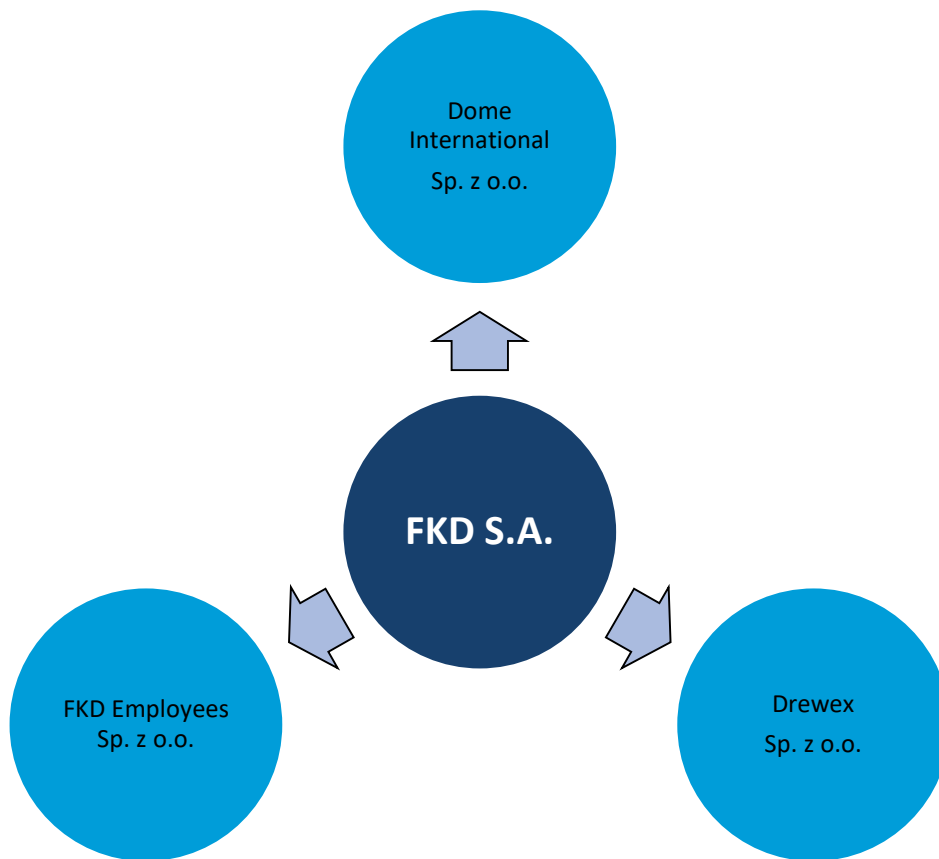 Dome
International
Sp. z o.o.
FKD S.A.
FKD Employees
Sp. z o.o.
Drewex
Sp. z o.o.